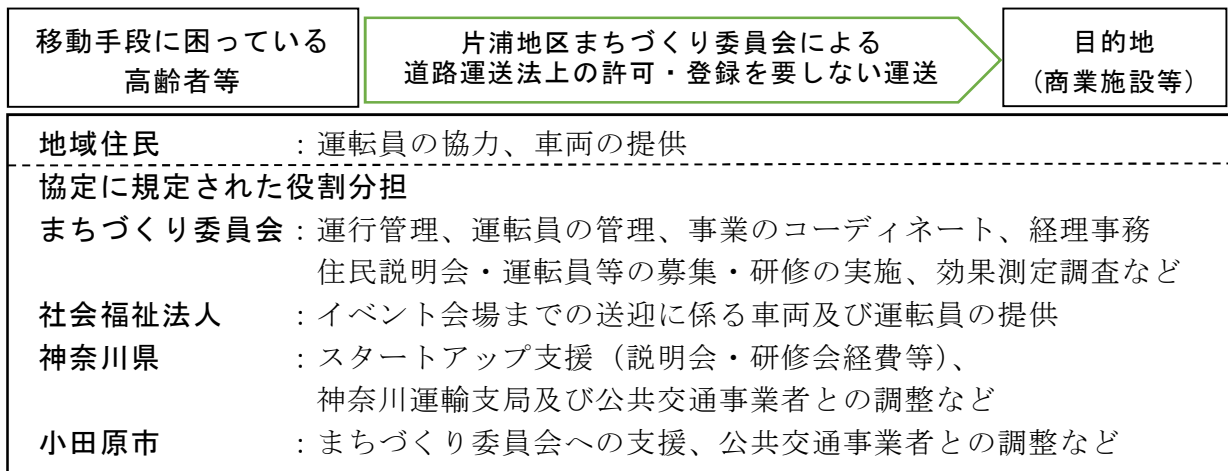 移動手段に困っている
高齢者等
片浦地区まちづくり委員会による
道路運送法上の許可・登録を要しない運送
目的地
（商業施設等）
地域住民　　　：運転員の協力、車両の提供
協定に規定された役割分担
まちづくり委員会：運行管理、運転員の管理、事業のコーディネート、経理事務
住民説明会・運転員等の募集・研修の実施、効果測定調査など
社会福祉法人　　：イベント会場までの送迎に係る車両及び運転員の提供
神奈川県　　　：スタートアップ支援（説明会・研修会経費等）、
神奈川運輸支局及び公共交通事業者との調整など
小田原市　　　：まちづくり委員会への支援、公共交通事業者との調整など